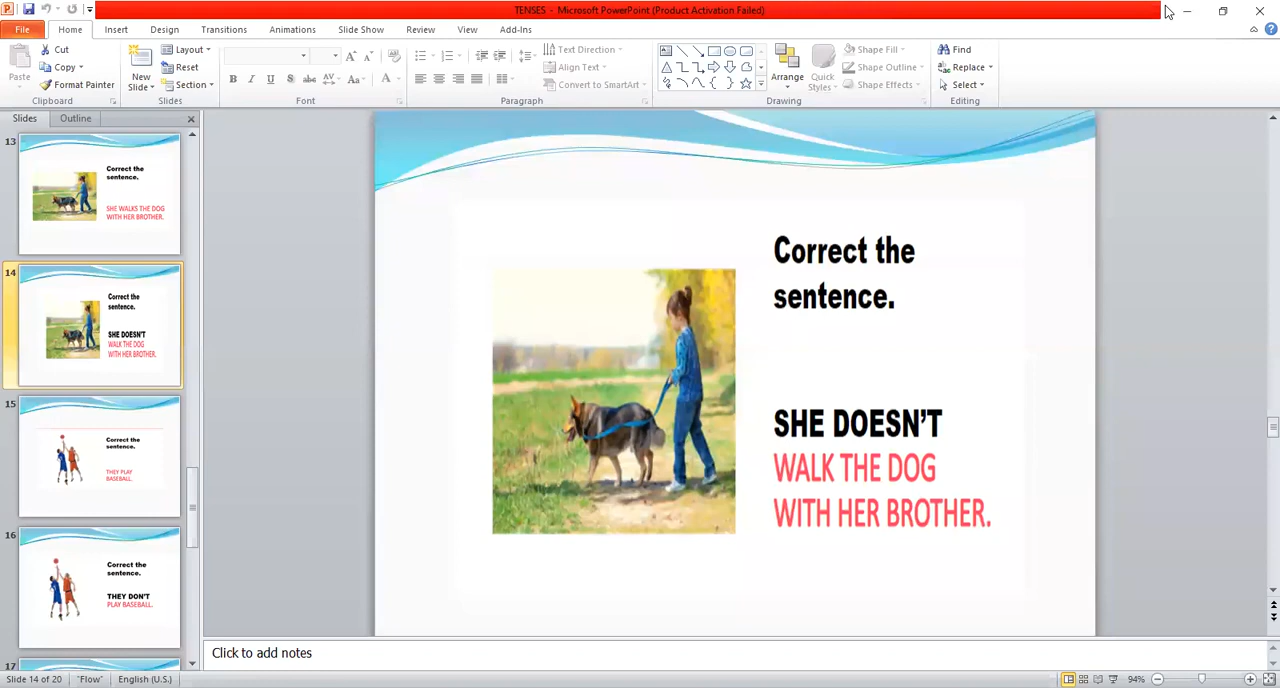 TENSES - Microsoft PowerPoint (Product Activation Failed)
File Home Insert Design Transitions Animations Slide Show Review View Add-Ins
Paste
Cut
Copy
Format Painter
Clipboard
New Slide
Layout
Reset
Section
Slides
Font
Text Direction
Align Text
Convert to SmartArt
Paragraph
Arrange
Quick Styles
Shape Fill
Shape Outline
Shape Effects
Drawing
Find
Replace
Select
Editing
Slides Outline
13
Correct the
sentence.
SHE WALKS THE DOG
WITH HER BROTHER.
14
Correct the
sentence.
SHE DOESN'T
WALK THE DOG
WITH HER BROTHER.
15
Correct the
sentence.
THEY PLAY
BASEBALL.
16
Correct the
sentence.
THEY DON'T
PLAY BASEBALL.
17
Correct the
sentence.
SHE DOESN’T
WALK THE DOG
WITH HER BROTHER.
Click to add notes
Slide 14 of 20 "Flow" English (U.S.) 94%